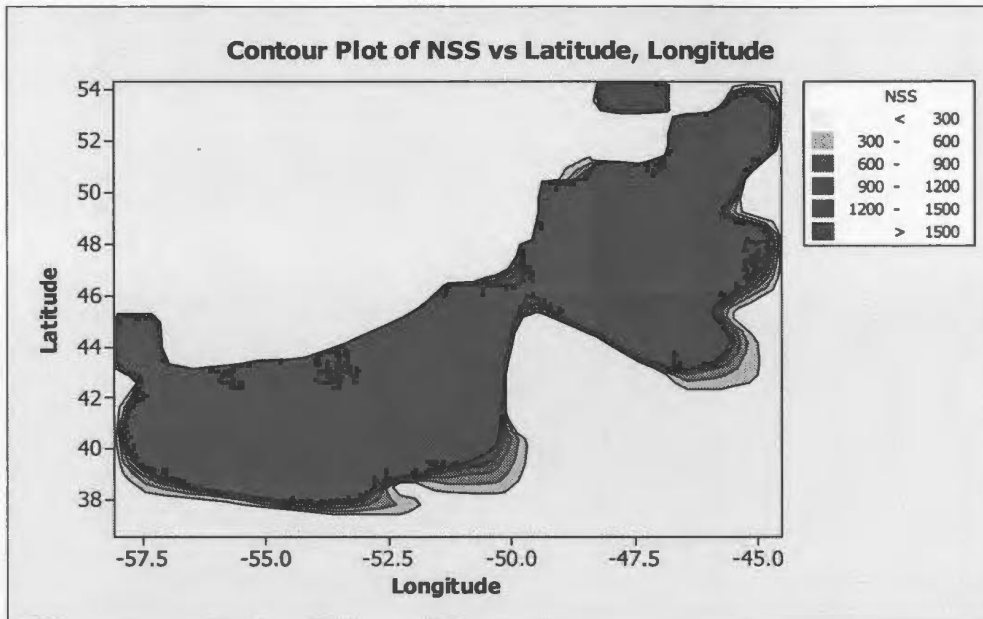 Contour Plot of NSS vs Latitude, Longitude
54
52
50
48
46
44
42
40
38
Latitude
-57.5 -55.0 -52.5 -50.0 -47.5 -45.0
Longitude
NSS
< 300
300 - 600
600 - 900
900 - 1200
1200 - 1500
> 1500